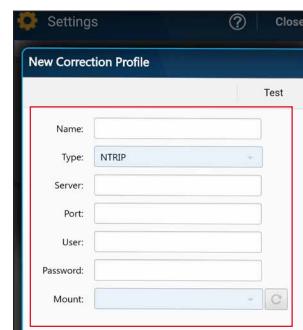 Settings
? Close
New Correction Profile
Test
Name:
Type: NTRIP
Server:
Port:
User:
Password:
Mount: